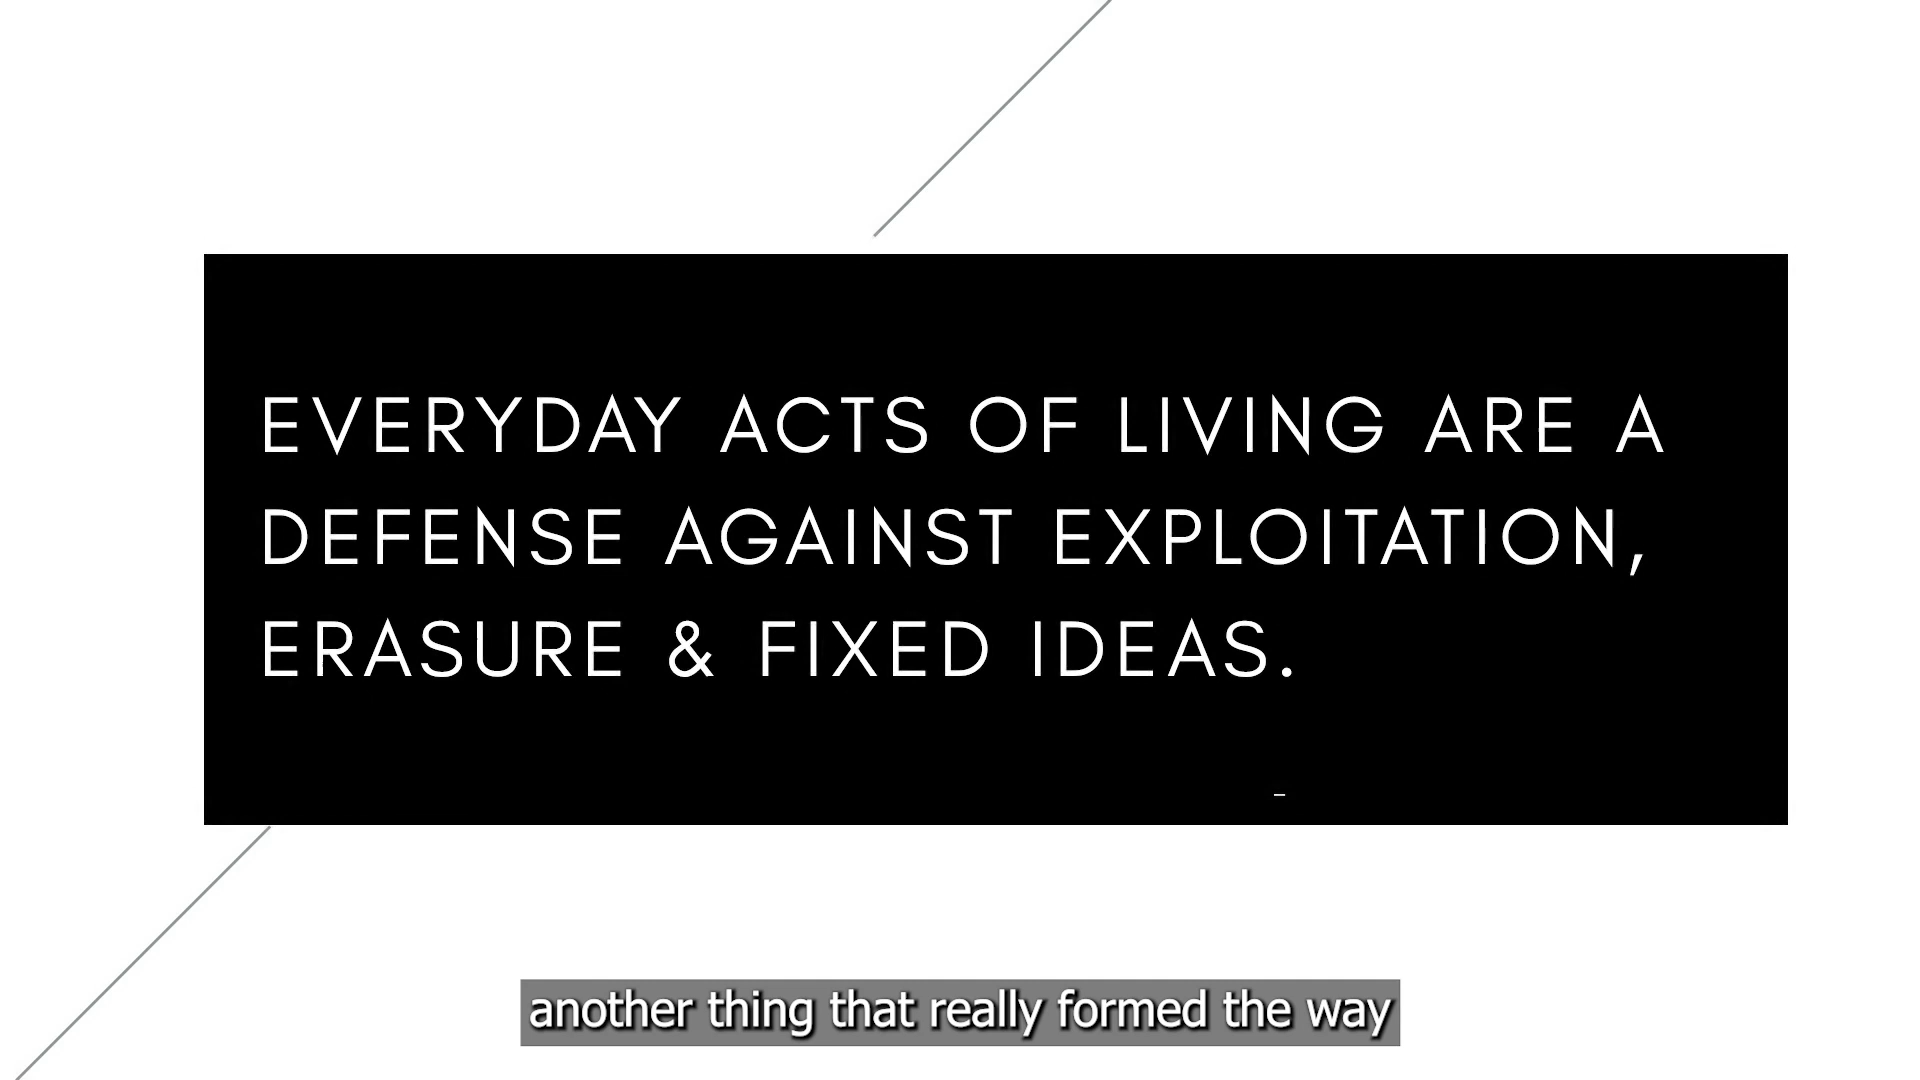 EVERYDAY ACTS OF LIVING ARE A
DEFENSE AGAINST EXPLOITATION,
ERASURE & FIXED IDEAS.
another thing that really formed the way